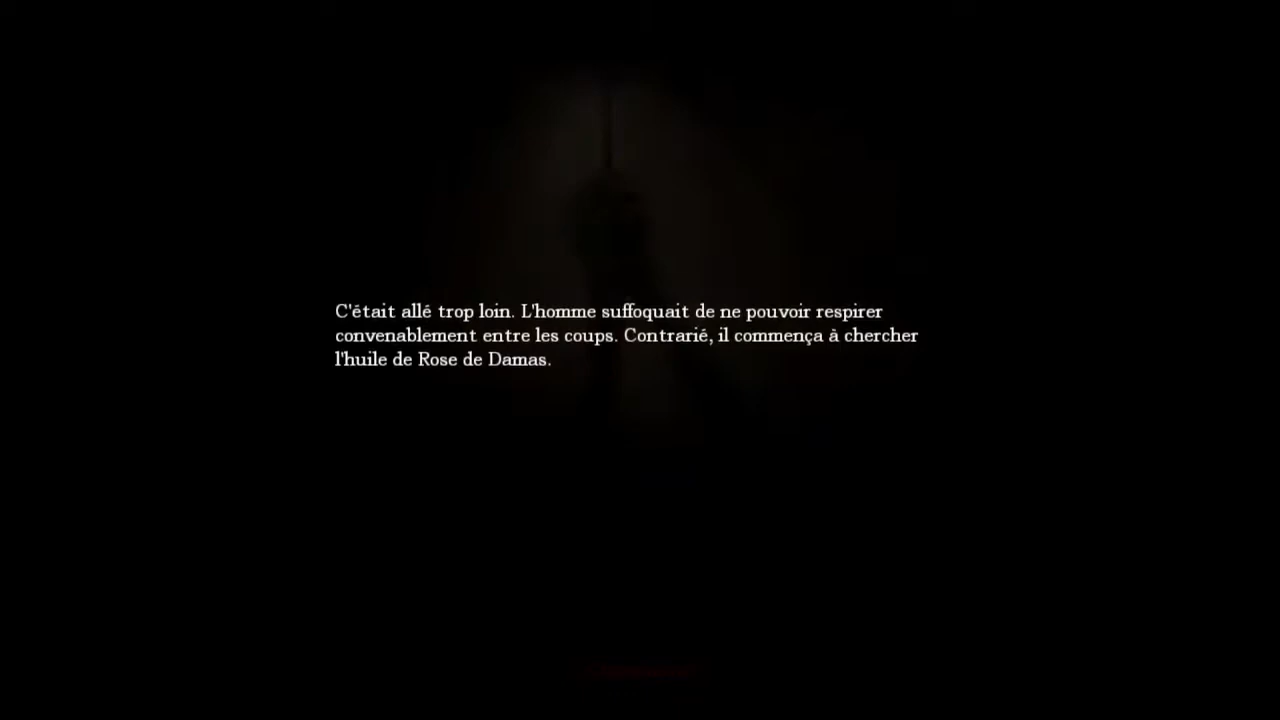 C'était allé trop loin. L'homme suffoquait de ne pouvoir respirer
convenablement entre les coups. Contrarié, il commença à chercher
l'huile de Rose de Damas.